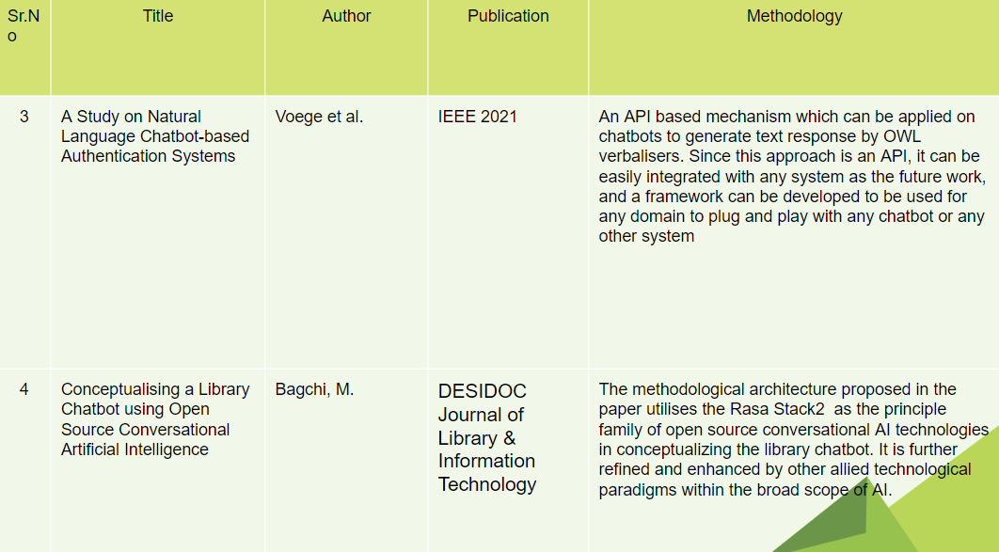 Sr.N
o
Title
Author
Publication
Methodology
3
A Study on Natural
Language Chatbot-based
Authentication Systems
Voege et al.
IEEE 2021
An API based mechanism which can be applied on
chatbots to generate text response by OWL
verbalisers. Since this approach is an API, it can be
easily integrated with any system as the future work,
and a framework can be developed to be used for
any domain to plug and play with any chatbot or any
other system
4
Conceptualising a Library
Chatbot using Open
Source Conversational
Artificial Intelligence
Bagchi, M.
DESIDOC
Journal of
Library &
Information
Technology
The methodological architecture proposed in the
paper utilises the Rasa Stack2  as the principle
family of open source conversational AI technologies
in conceptualizing the library chatbot. It is further
refined and enhanced by other allied technological
paradigms within the broad scope of AI.